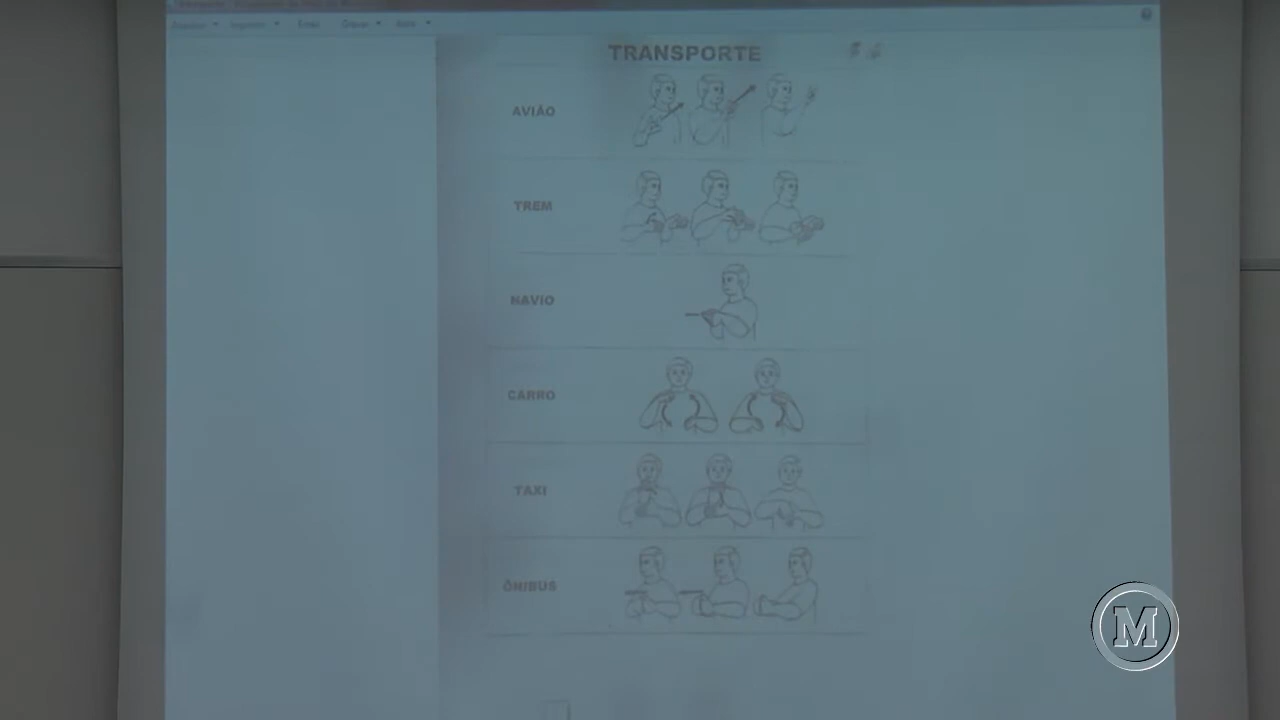 TRANSPORTE
AVIÃO
TREM
NAVIO
CARRO
TAXI
ÔNIBUS
M